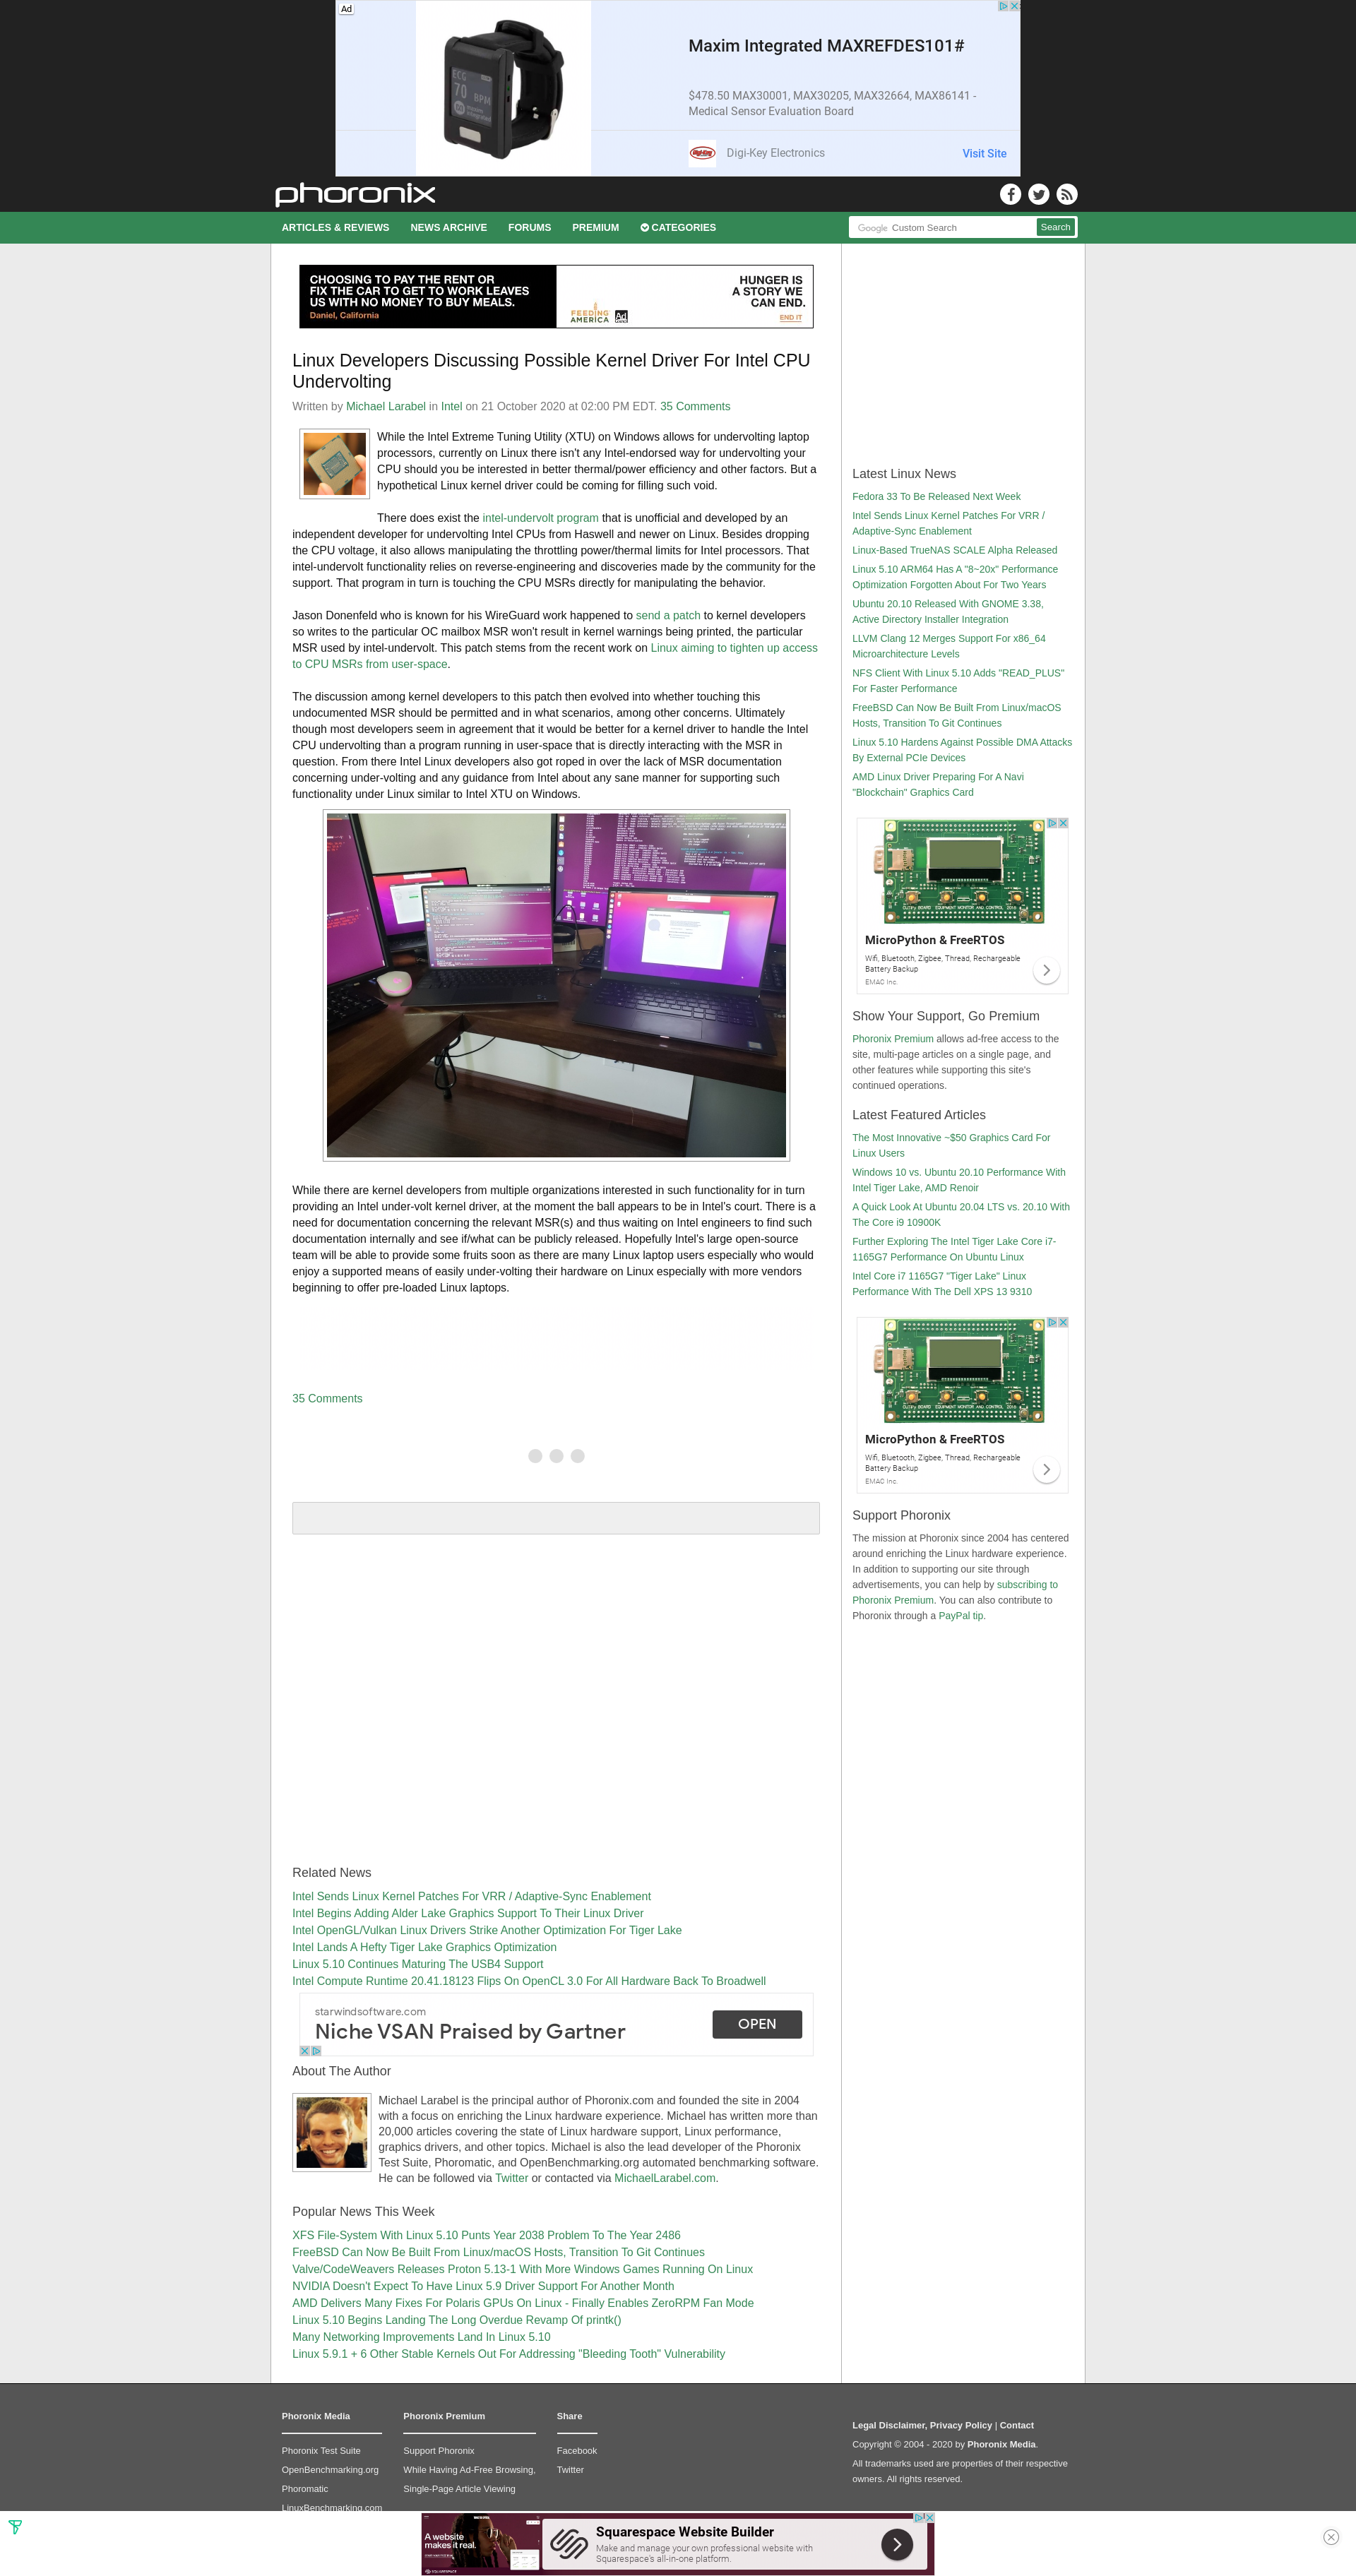 Ad
Maxim Integrated MAXREFDES101#
$478.50 MAX30001, MAX30205, MAX32664, MAX86141 -
Medical Sensor Evaluation Board
Digi-Key Electronics
Visit Site
ECG
70 BPM
phoronix
ARTICLES & REVIEWS
NEWS ARCHIVE
FORUMS
PREMIUM
CATEGORIES
Google Custom Search
Search
CHOOSING TO PAY THE RENT OR
FIX THE CAR TO GET TO WORK LEAVES
US WITH NO MONEY TO BUY MEALS.
Daniel, California
FEEDING
AMERICA
Ad
HUNGER IS
A STORY WE
CAN END.
END IT
Linux Developers Discussing Possible Kernel Driver For Intel CPU
Undervolting
Written by Michael Larabel in Intel on 21 October 2020 at 02:00 PM EDT. 35 Comments
While the Intel Extreme Tuning Utility (XTU) on Windows allows for undervolting laptop
processors, currently on Linux there isn't any Intel-endorsed way for undervolting your
CPU should you be interested in better thermal/power efficiency and other factors. But a
hypothetical Linux kernel driver could be coming for filling such void.
There does exist the intel-undervolt program that is unofficial and developed by an
independent developer for undervolting Intel CPUs from Haswell and newer on Linux. Besides dropping
the CPU voltage, it also allows manipulating the throttling power/thermal limits for Intel processors. That
intel-undervolt functionality relies on reverse-engineering and discoveries made by the community for the
support. That program in turn is touching the CPU MSRs directly for manipulating the behavior.
Jason Donenfeld who is known for his WireGuard work happened to send a patch to kernel developers
so writes to the particular OC mailbox MSR won't result in kernel warnings being printed, the particular
MSR used by intel-undervolt. This patch stems from the recent work on Linux aiming to tighten up access
to CPU MSRs from user-space.
The discussion among kernel developers to this patch then evolved into whether touching this
undocumented MSR should be permitted and in what scenarios, among other concerns. Ultimately
though most developers seem in agreement that it would be better for a kernel driver to handle the Intel
CPU undervolting than a program running in user-space that is directly interacting with the MSR in
question. From there Intel Linux developers also got roped in over the lack of MSR documentation
concerning under-volting and any guidance from Intel about any sane manner for supporting such
functionality under Linux similar to Intel XTU on Windows.
While there are kernel developers from multiple organizations interested in such functionality for in turn
providing an Intel under-volt kernel driver, at the moment the ball appears to be in Intel's court. There is a
need for documentation concerning the relevant MSR(s) and thus waiting on Intel engineers to find such
documentation internally and see if/what can be publicly released. Hopefully Intel's large open-source
team will be able to provide some fruits soon as there are many Linux laptop users especially who would
enjoy a supported means of easily under-volting their hardware on Linux especially with more vendors
beginning to offer pre-loaded Linux laptops.
35 Comments
Related News
Intel Sends Linux Kernel Patches For VRR / Adaptive-Sync Enablement
Intel Begins Adding Alder Lake Graphics Support To Their Linux Driver
Intel OpenGL/Vulkan Linux Drivers Strike Another Optimization For Tiger Lake
Intel Lands A Hefty Tiger Lake Graphics Optimization
Linux 5.10 Continues Maturing The USB4 Support
Intel Compute Runtime 20.41.18123 Flips On OpenCL 3.0 For All Hardware Back To Broadwell
starwindsoftware.com
Niche VSAN Praised by Gartner
OPEN
About The Author
Michael Larabel is the principal author of Phoronix.com and founded the site in 2004
with a focus on enriching the Linux hardware experience. Michael has written more than
20,000 articles covering the state of Linux hardware support, Linux performance,
graphics drivers, and other topics. Michael is also the lead developer of the Phoronix
Test Suite, Phoromatic, and OpenBenchmarking.org automated benchmarking software.
He can be followed via Twitter or contacted via MichaelLarabel.com.
Popular News This Week
XFS File-System With Linux 5.10 Punts Year 2038 Problem To The Year 2486
FreeBSD Can Now Be Built From Linux/macOS Hosts, Transition To Git Continues
Valve/CodeWeavers Releases Proton 5.13-1 With More Windows Games Running On Linux
NVIDIA Doesn't Expect To Have Linux 5.9 Driver Support For Another Month
AMD Delivers Many Fixes For Polaris GPUs On Linux - Finally Enables ZeroRPM Fan Mode
Linux 5.10 Begins Landing The Long Overdue Revamp Of printk()
Many Networking Improvements Land In Linux 5.10
Linux 5.9.1 + 6 Other Stable Kernels Out For Addressing "Bleeding Tooth" Vulnerability
Latest Linux News
Fedora 33 To Be Released Next Week
Intel Sends Linux Kernel Patches For VRR /
Adaptive-Sync Enablement
Linux-Based TrueNAS SCALE Alpha Released
Linux 5.10 ARM64 Has A "8~20x" Performance
Optimization Forgotten About For Two Years
Ubuntu 20.10 Released With GNOME 3.38,
Active Directory Installer Integration
LLVM Clang 12 Merges Support For x86_64
Microarchitecture Levels
NFS Client With Linux 5.10 Adds "READ_PLUS"
For Faster Performance
FreeBSD Can Now Be Built From Linux/macOS
Hosts, Transition To Git Continues
Linux 5.10 Hardens Against Possible DMA Attacks
By External PCIe Devices
AMD Linux Driver Preparing For A Navi
"Blockchain" Graphics Card
MicroPython & FreeRTOS
Wifi, Bluetooth, Zigbee, Thread, Rechargeable
Battery Backup
EMAC Inc.
Show Your Support, Go Premium
Phoronix Premium allows ad-free access to the
site, multi-page articles on a single page, and
other features while supporting this site's
continued operations.
Latest Featured Articles
The Most Innovative ~$50 Graphics Card For
Linux Users
Windows 10 vs. Ubuntu 20.10 Performance With
Intel Tiger Lake, AMD Renoir
A Quick Look At Ubuntu 20.04 LTS vs. 20.10 With
The Core i9 10900K
Further Exploring The Intel Tiger Lake Core i7-
1165G7 Performance On Ubuntu Linux
Intel Core i7 1165G7 "Tiger Lake" Linux
Performance With The Dell XPS 13 9310
MicroPython & FreeRTOS
Wifi, Bluetooth, Zigbee, Thread, Rechargeable
Battery Backup
EMAC Inc.
Support Phoronix
The mission at Phoronix since 2004 has centered
around enriching the Linux hardware experience.
In addition to supporting our site through
advertisements, you can help by subscribing to
Phoronix Premium. You can also contribute to
Phoronix through a PayPal tip.
Phoronix Media
Phoronix Test Suite
OpenBenchmarking.org
Phoromatic
LinuxBenchmarking.com
Phoronix Premium
Support Phoronix
While Having Ad-Free Browsing,
Single-Page Article Viewing
Share
Facebook
Twitter
Legal Disclaimer, Privacy Policy | Contact
Copyright © 2004 - 2020 by Phoronix Media.
All trademarks used are properties of their respective
owners. All rights reserved.
A website
makes it real.
SQUARESPACE
Squarespace Website Builder
Make and manage your own professional website with
Squarespace's all-in-one platform.